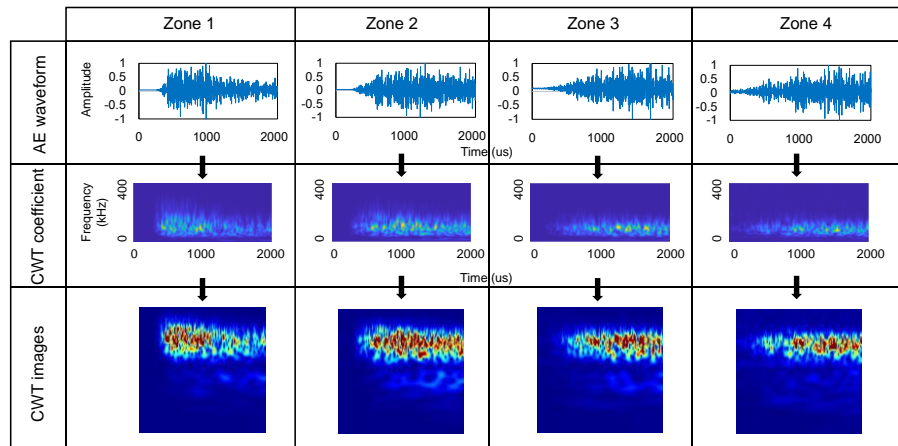 Zone 1 Zone 2 Zone 3 Zone 4
AE waveform
Amplitude
1 1 1 1
0.5 0.5 0.5 0.5
0 0 0 0
-0.5 -0.5 -0.5 -0.5
-1 -1 -1 -1
0 1000 2000 0 1000 2000 0 1000 2000 0 1000 2000
Time (us)
CWT coefficient
Frequency
(kHz)
400 400 400 400
0 0 0 0
0 1000 2000 0 1000 2000 0 1000 2000 0 1000 2000
Time (us)
CWT images